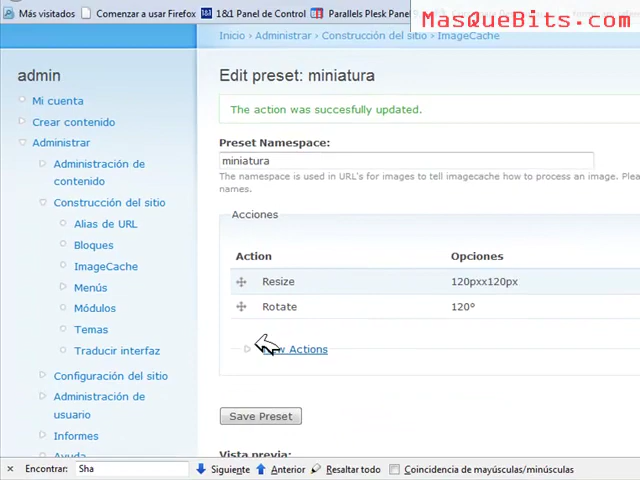 Más visitados
Comenzar a usar Firefox
1&1 Panel de Control
Parallels Plesk Panel
MasQueBits.com
Inicio › Administrar › Construcción del sitio › ImageCache
admin
Mi cuenta
Crear contenido
Administrar
Administración de
contenido
Construcción del sitio
Alias de URL
Bloques
ImageCache
Menús
Módulos
Temas
Traducir interfaz
Configuración del sitio
Administración de
usuario
Informes
Ayuda
Edit preset: miniatura
The action was succesfully updated.
Preset Namespace:
miniatura
The namespace is used in URL's for images to tell imagecache how to process an image. Plea
names.
Acciones
Action Opciones
Resize 120pxx120px
Rotate 120º
Actions
Save Preset
Vista previa:
Encontrar: Sha Siguiente Anterior Resaltar todo Coincidencia de mayúsculas/minúsculas